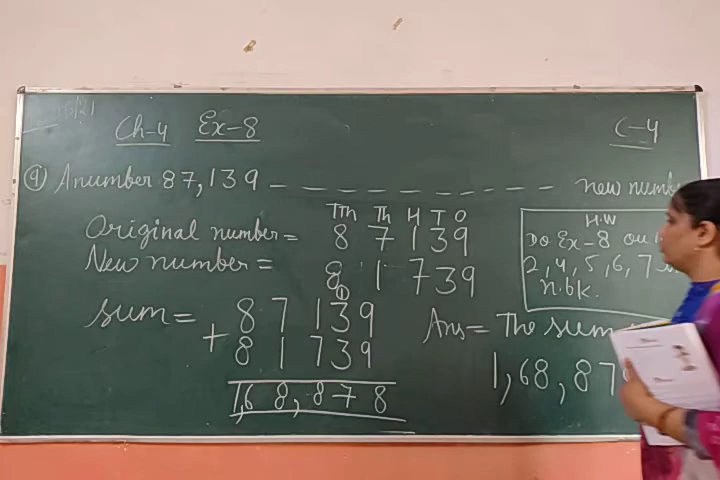 Ch-4 Ex-8 C-4
9 A number 87,139 _ _ _ _ _ _ _ _ _ _ new numb
TTh Th H T O
Original number = 8 7 1 3 9
New number = 8 1 7 3 9
H.W
Do Ex-8 Qu
2, 4, 5, 6, 7
n.bk.
1
sum = 8 7 1 3 9
+ 8 1 7 3 9
1,6 8, 8 7 8
Ans = The sum
1,68,87